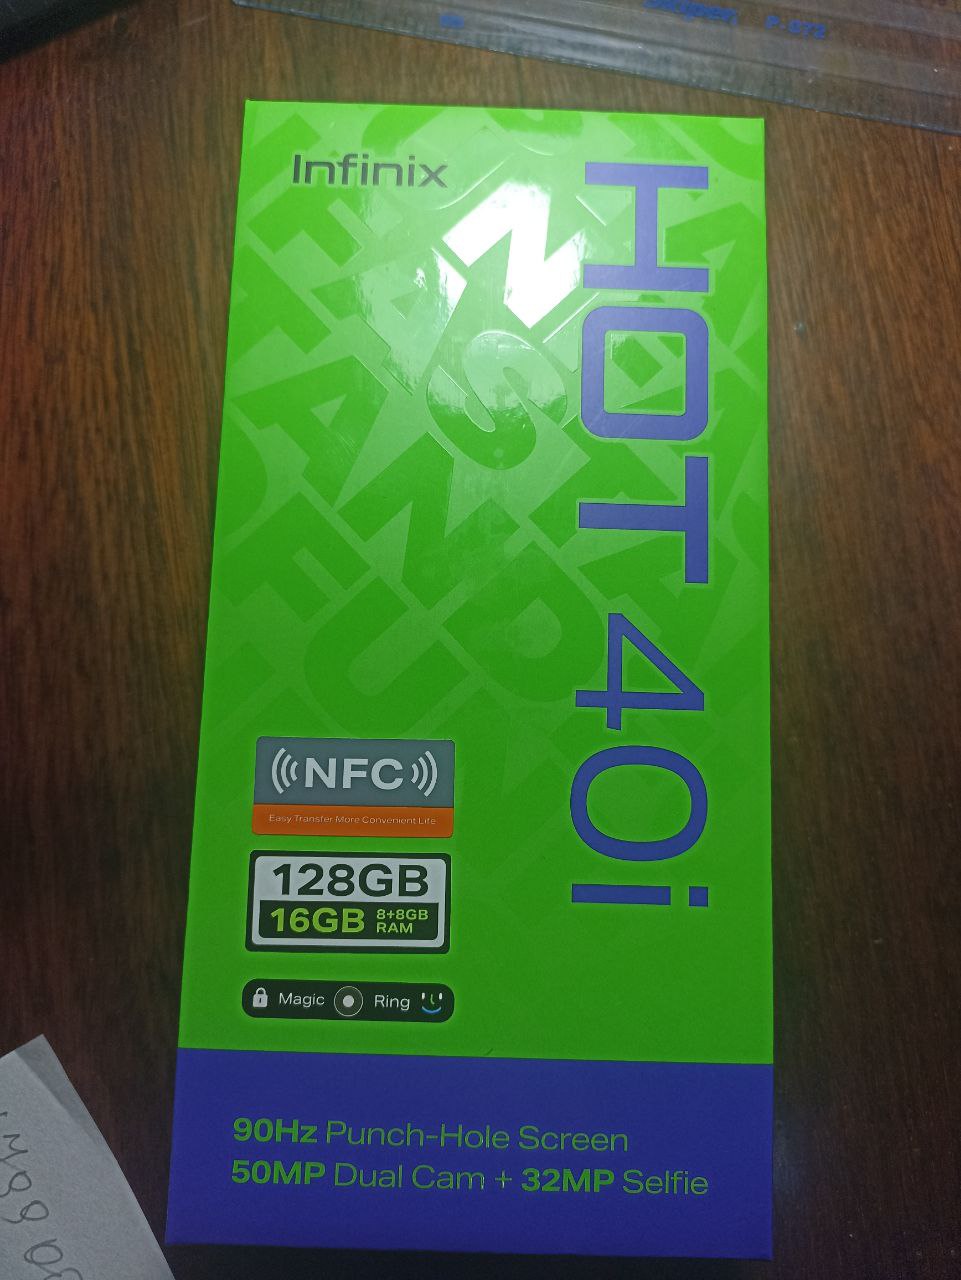 P-872
Infinix
HOT 40i
NFC
Easy Transfer More Convenient Life
128GB
16GB 8+8GB RAM
Magic Ring
90Hz Punch-Hole Screen
50MP Dual Cam + 32MP Selfie